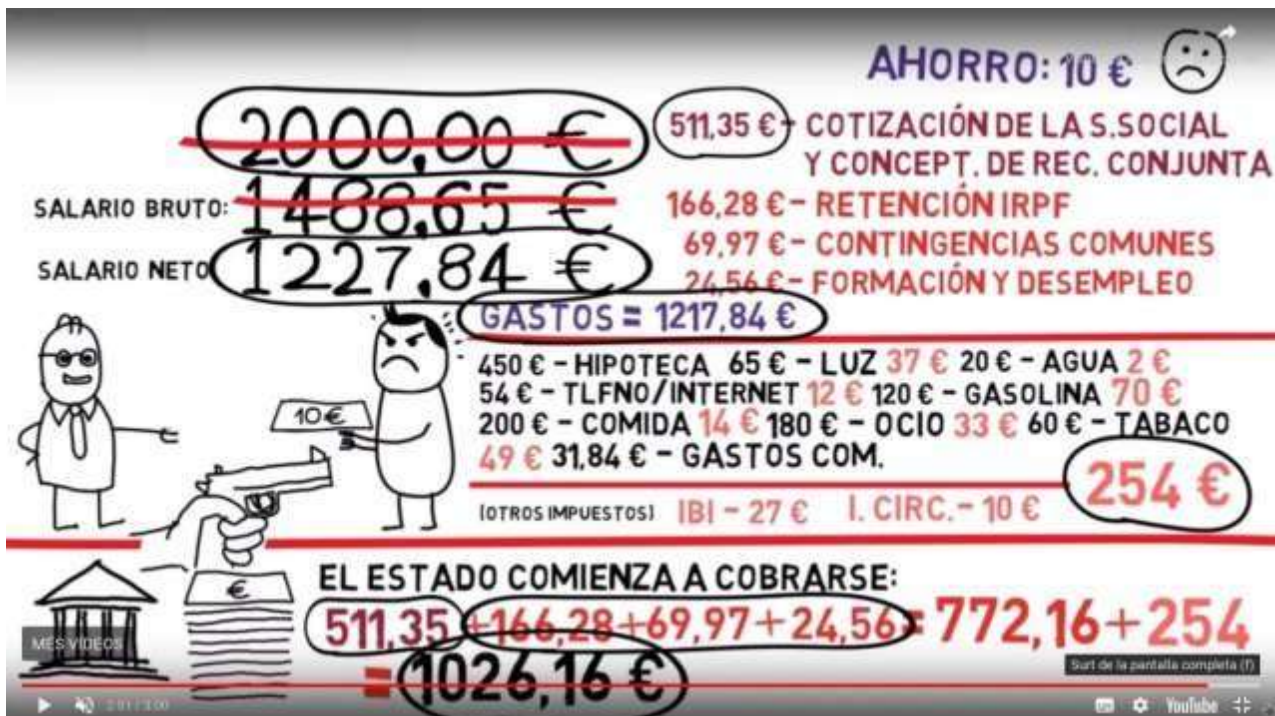 AHORRO: 10 €
2000,00 €
511,35 € - COTIZACIÓN DE LA S.SOCIAL
Y CONCEPT. DE REC. CONJUNTA
SALARIO BRUTO: 1488,65 €
166,28 € - RETENCIÓN IRPF
69,97 € - CONTINGENCIAS COMUNES
SALARIO NETO 1227,84 €
24,56 € - FORMACIÓN Y DESEMPLEO
GASTOS = 1217,84 €
450 € - HIPOTECA 65 € - LUZ 37 € 20 € - AGUA 2 €
54 € - TLFNO/INTERNET 12 € 120 € - GASOLINA 70 €
200 € - COMIDA 14 € 180 € - OCIO 33 € 60 € - TABACO
49 € 31,84 € - GASTOS COM.
10 €
254 €
(OTROS IMPUESTOS) IBI - 27 € I. CIRC. - 10 €
€
EL ESTADO COMIENZA A COBRARSE:
511,35 +166,28+69,97+24,56= 772,16+254
= 1026,16 €
MÉS VÍDEOS
Surt de la pantalla completa (f)
2:51 / 3:00
YouTube